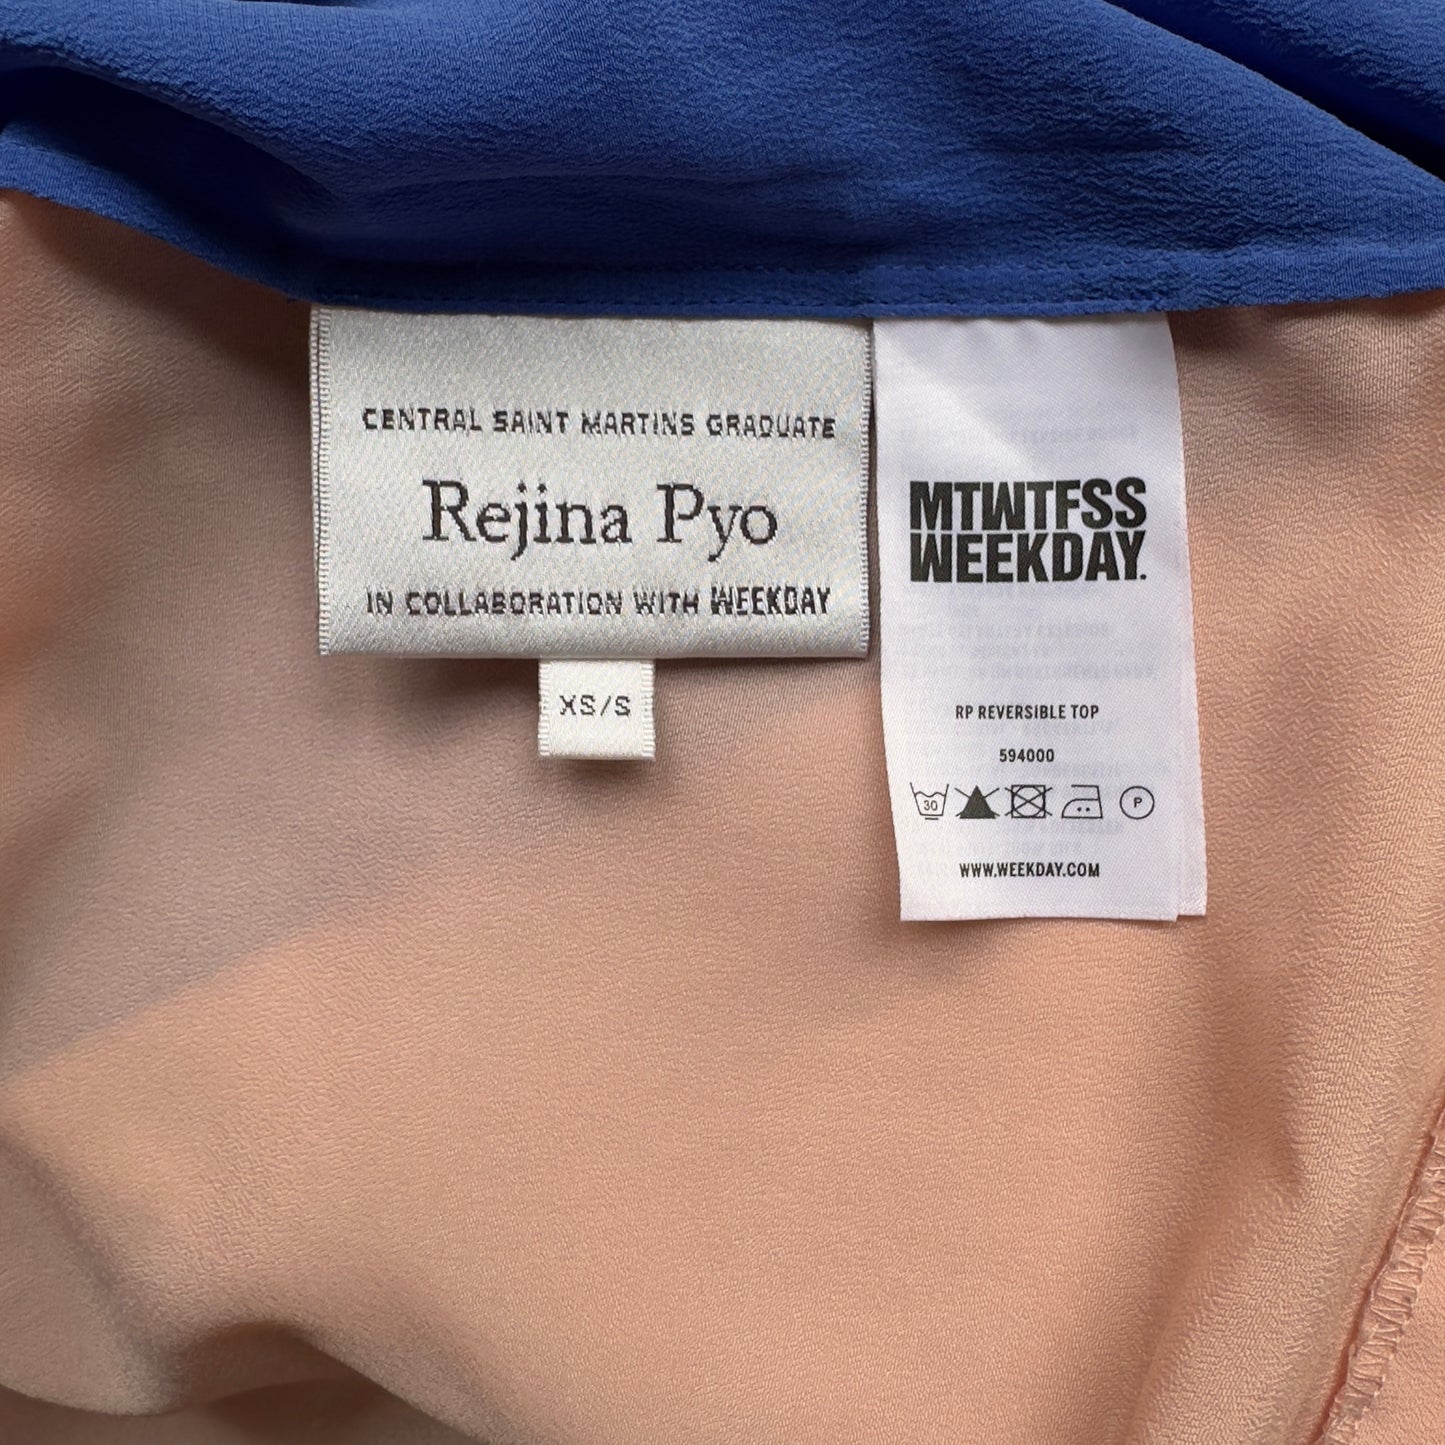 CENTRAL SAINT MARTINS GRADUATE
Rejina Pyo
IN COLLABORATION WITH WEEKDAY
XS/S
MTWTFSS
WEEKDAY.
RP REVERSIBLE TOP
594000
30 P
WWW.WEEKDAY.COM